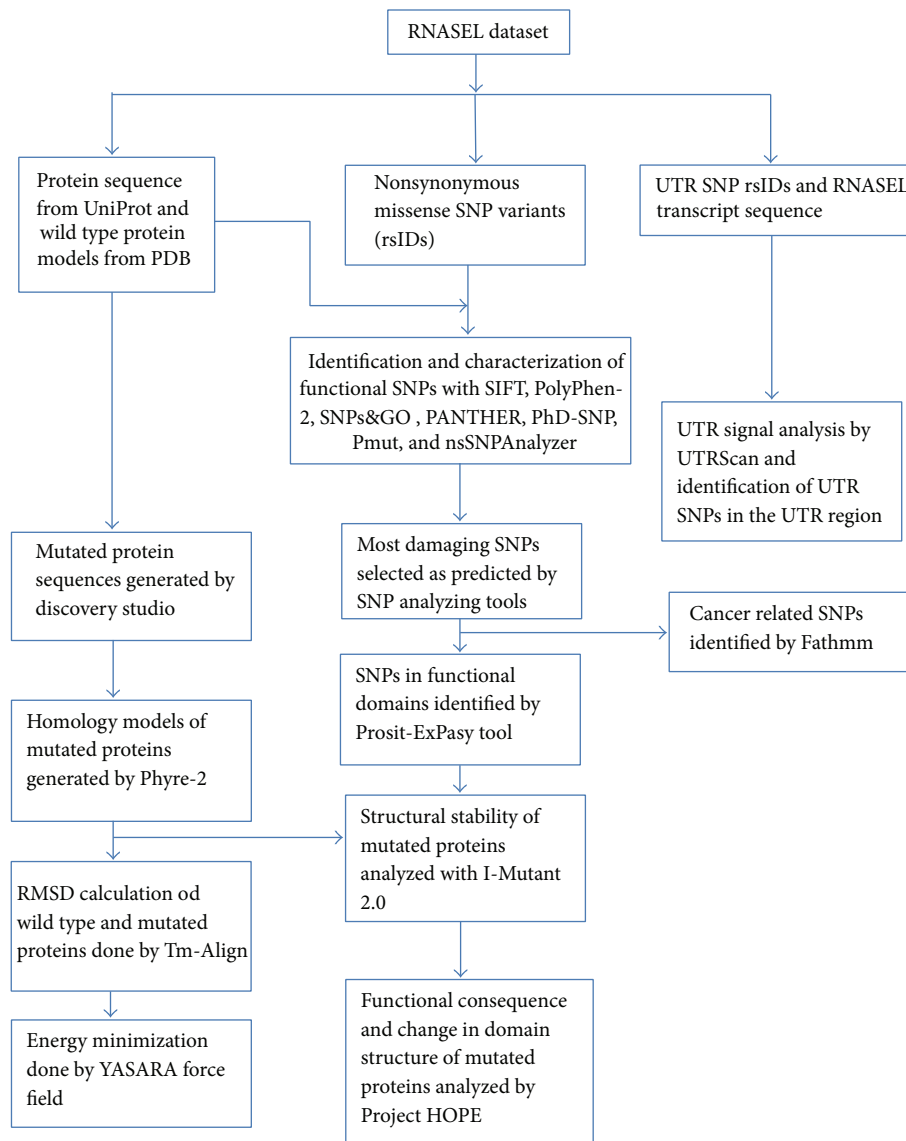 RNASEL dataset
Protein sequence
from UniProt and
wild type protein
models from PDB
Nonsynonymous
missense SNP variants
(rsIDs)
UTR SNP rsIDs and RNASEL
transcript sequence
Identification and characterization of
functional SNPs with SIFT, PolyPhen-
2, SNPs&GO , PANTHER, PhD-SNP,
Pmut, and nsSNPAnalyzer
UTR signal analysis by
UTRScan and
identification of UTR
SNPs in the UTR region
Mutated protein
sequences generated by
discovery studio
Most damaging SNPs
selected as predicted by
SNP analyzing tools
Cancer related SNPs
identified by Fathmm
SNPs in functional
domains identified by
Prosit-ExPasy tool
Homology models of
mutated proteins
generated by Phyre-2
Structural stability of
mutated proteins
analyzed with I-Mutant
2.0
RMSD calculation od
wild type and mutated
proteins done by Tm-Align
Energy minimization
done by YASARA force
field
Functional consequence
and change in domain
structure of mutated
proteins analyzed by
Project HOPE